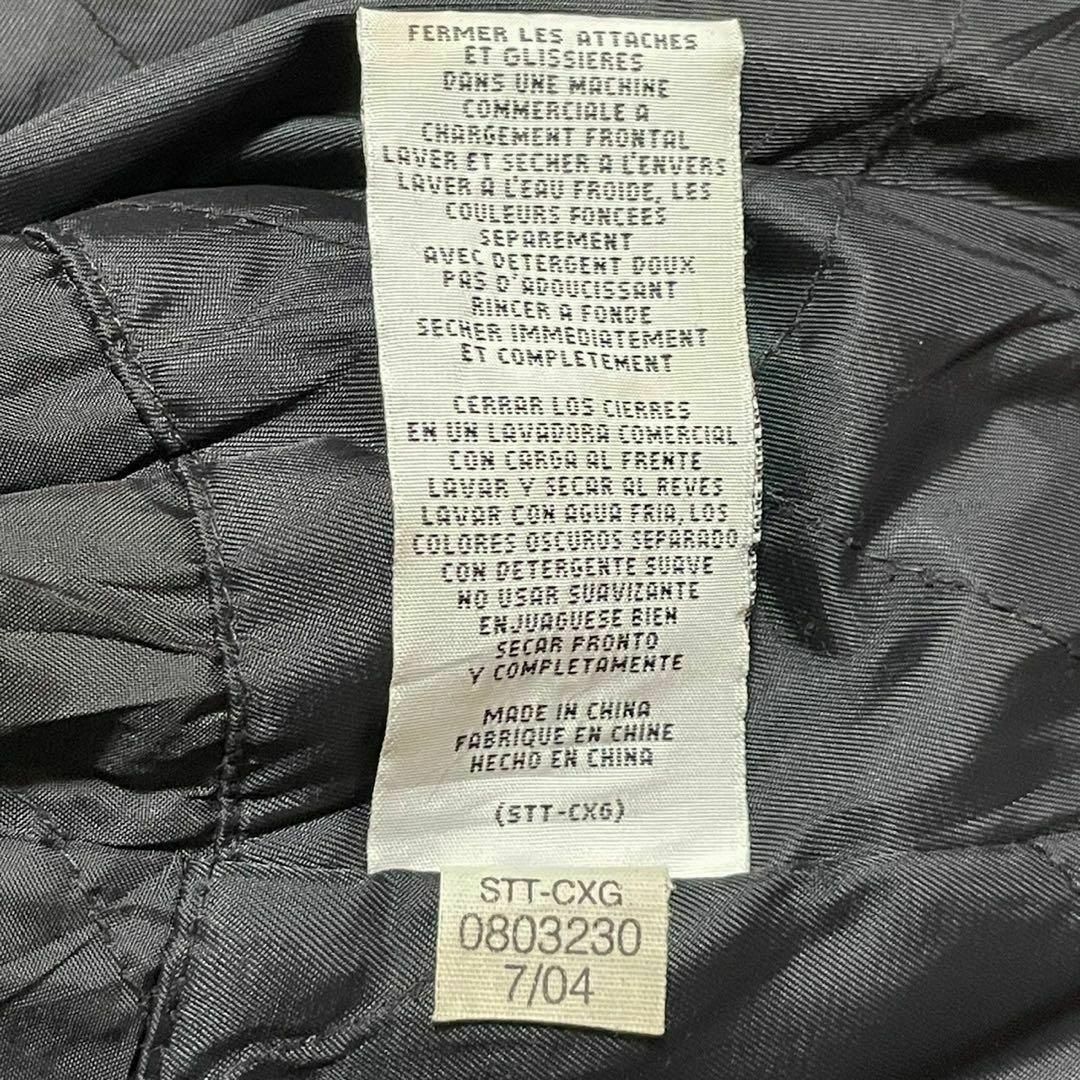 FERMER LES ATTACHES
ET GLISSIERES
DANS UNE MACHINE
COMMERCIALE A
CHARGEMENT FRONTAL
LAVER ET SECHER A L'ENVERS
LAVER A L'EAU FROIDE, LES
COULEURS FONCEES
SEPAREMENT
AVEC DETERGENT DOUX
PAS D'ADOUCISSANT
RINCER A FONDE
SECHER IMMEDIATEMENT
ET COMPLETEMENT
CERRAR LOS CIERRES
EN UN LAVADORA COMERCIAL
CON CARGA AL FRENTE
LAVAR Y SECAR AL REVES
LAVAR CON AGUA FRIA, LOS
COLORES OSCUROS SEPARADO
CON DETERGENTE SUAVE
NO USAR SUAVIZANTE
ENJUAGUESE BIEN
SECAR PRONTO
Y COMPLETAMENTE
MADE IN CHINA
FABRIQUE EN CHINE
HECHO EN CHINA
(STT-CXG)
STT-CXG
0803230
7/04